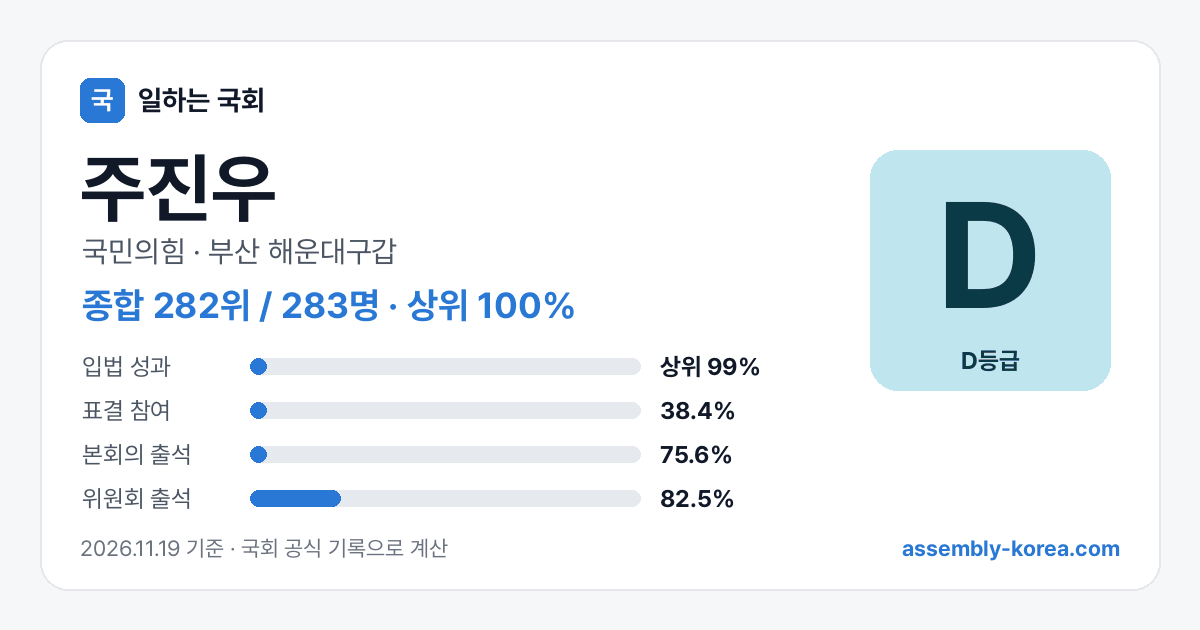 국 일하는 국회
주진우
국민의힘 · 부산 해운대구갑
종합 282위 / 283명 · 상위 100%
D
D등급
입법 성과 상위 99%
표결 참여 38.4%
본회의 출석 75.6%
위원회 출석 82.5%
2026.11.19 기준 · 국회 공식 기록으로 계산
assembly-korea.com